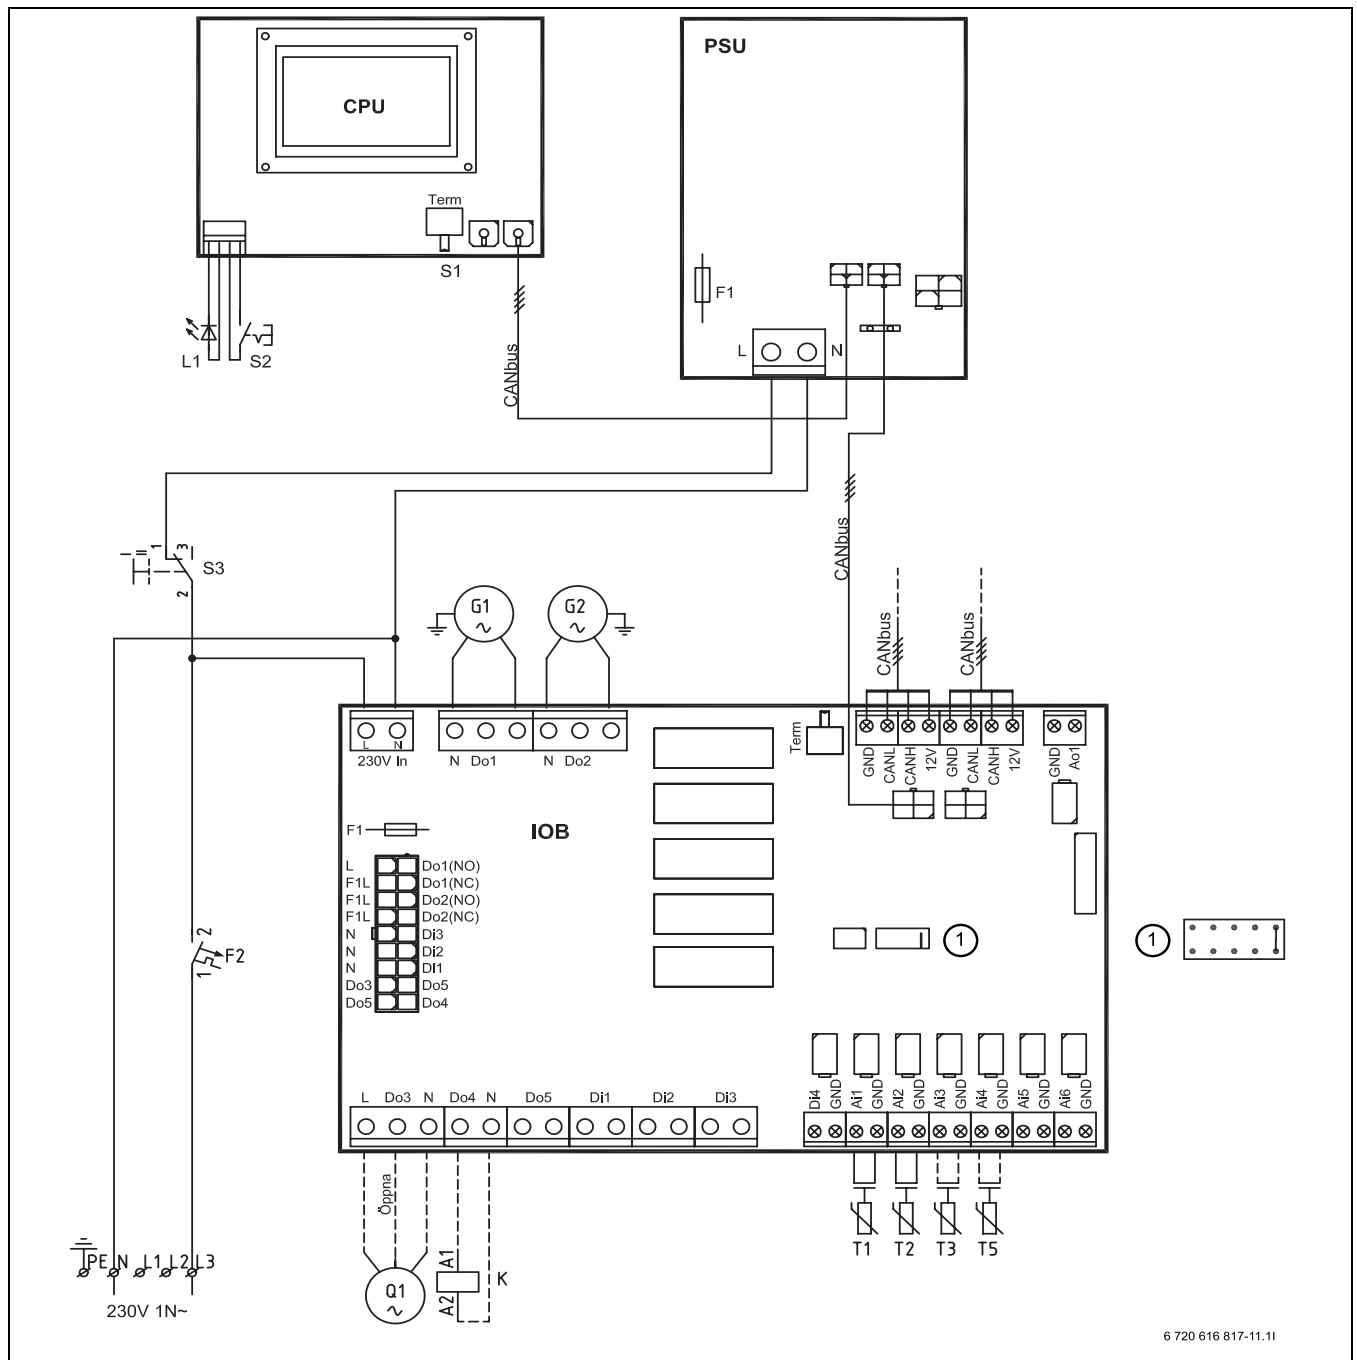 PSU
CPU
Term
S1
F1
L N
L1 S2
CANbus
CANbus
1 3
S3
2
G1 G2
CANbus CANbus
Term
L N
230V In
N Do1 N Do2
GND CANL CANH 12V GND CANL CANH 12V GND Ao1
F1
IOB
L Do1(NO)
F1L Do1(NC)
F1L Do2(NO)
F1L Do2(NC)
N Di3
N Di2
N DI1
Do3 Do5
Do5 Do4
1 1
2
F2
1
L Do3 N Do4 N Do5 Di1 Di2 Di3
Di4 GND Ai1 GND Ai2 GND Ai3 GND Ai4 GND Ai5 GND Ai6 GND
Öppna
T1 T2 T3 T5
PE N L1 L2 L3
A1
Q1 K
A2
230V 1N~
6 720 616 817-11.1I